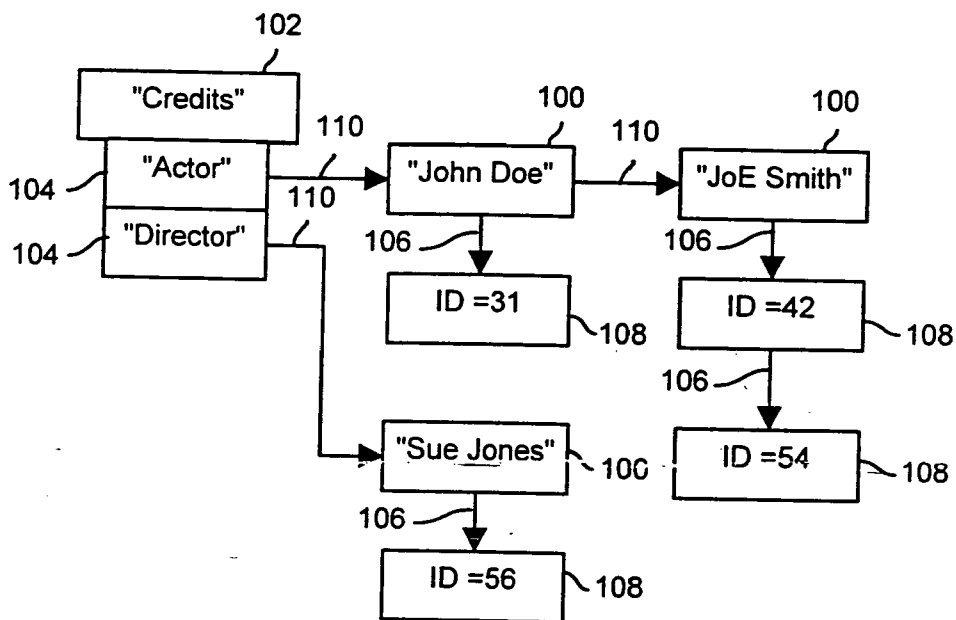 102
"Credits"
100
100
110
110
"Actor"
"John Doe"
"JoE Smith"
104
110
104
"Director"
106
106
ID =31
ID =42
108
108
106
"Sue Jones"
100
ID =54
108
106
ID =56
108